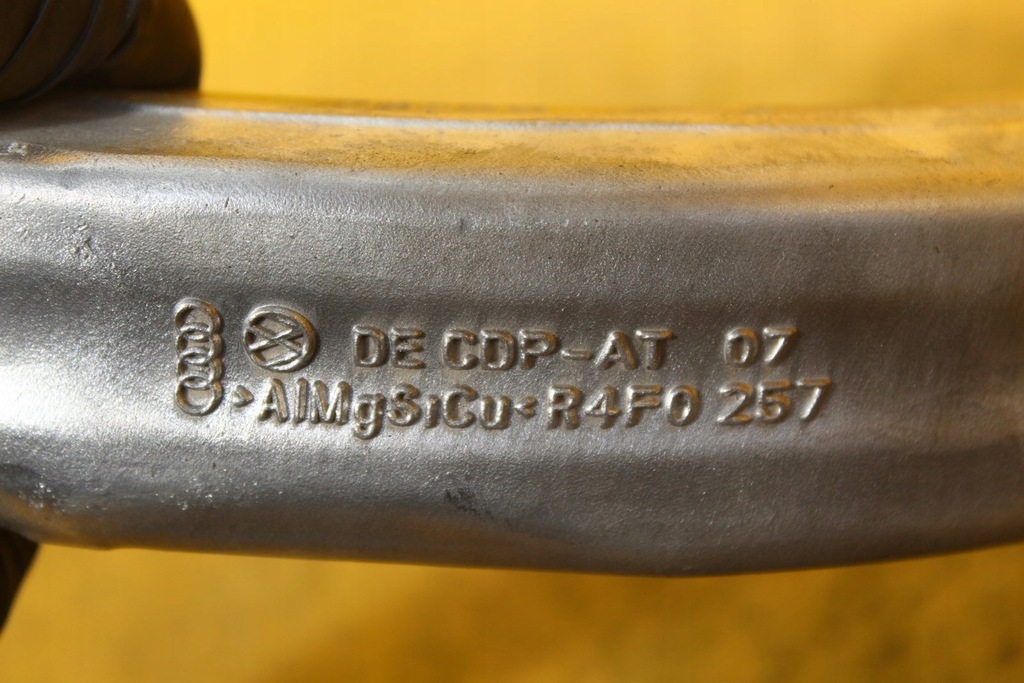 DE CDP-AT 07
>AlMgSiCu< R4F0 257